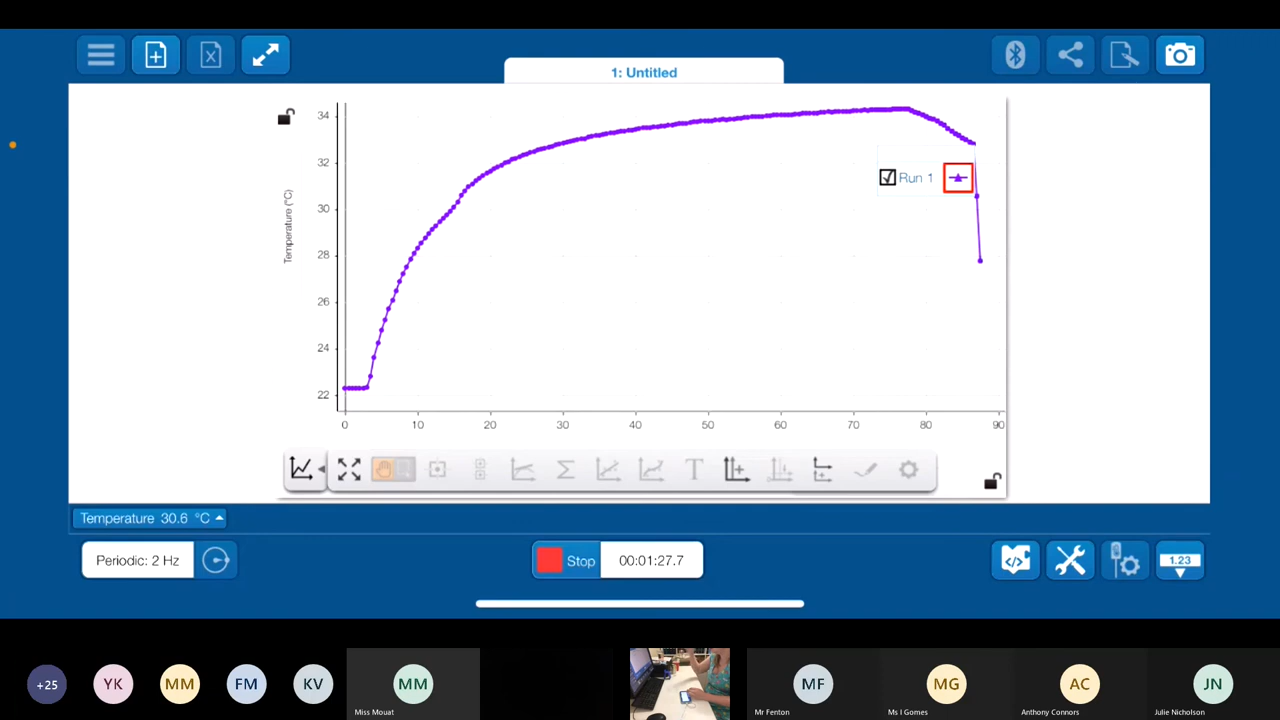 1: Untitled
34
32
30
28
26
24
22
Temperature (°C)
Run 1
0 10 20 30 40 50 60 70 80 90
Σ
T
Temperature 30.6 °C
Periodic: 2 Hz
Stop
00:01:27.7
1.23
+25
YK
MM
FM
KV
MM
Miss Mouat
MF
Mr Fenton
MG
Ms I Gomes
AC
Anthony Connors
JN
Julie Nicholson